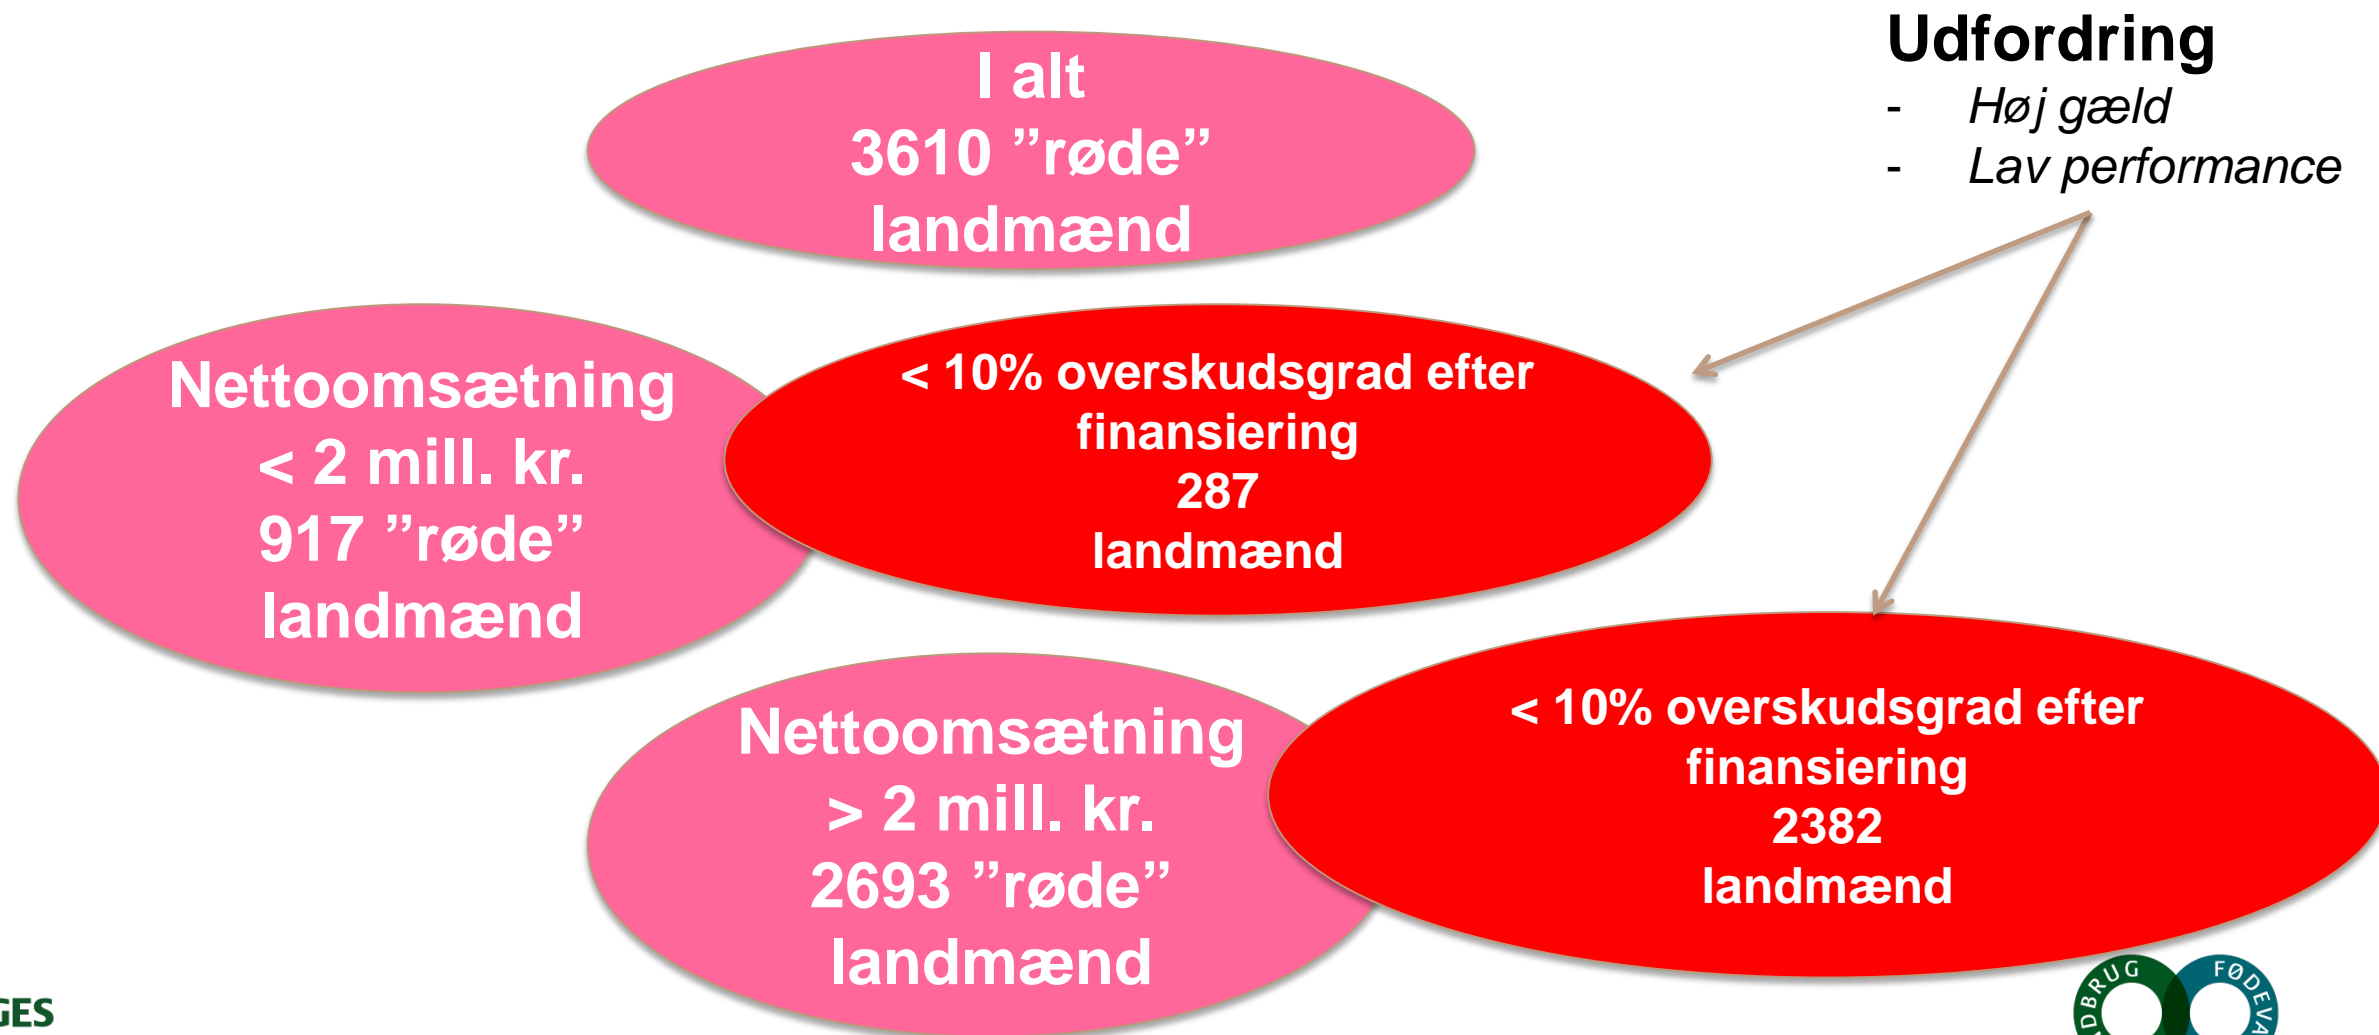 I alt
3610 ”røde”
landmænd
Udfordring
- Høj gæld
- Lav performance
Nettoomsætning
< 2 mill. kr.
917 ”røde”
landmænd
< 10% overskudsgrad efter
finansiering
287
landmænd
Nettoomsætning
> 2 mill. kr.
2693 ”røde”
landmænd
< 10% overskudsgrad efter
finansiering
2382
landmænd